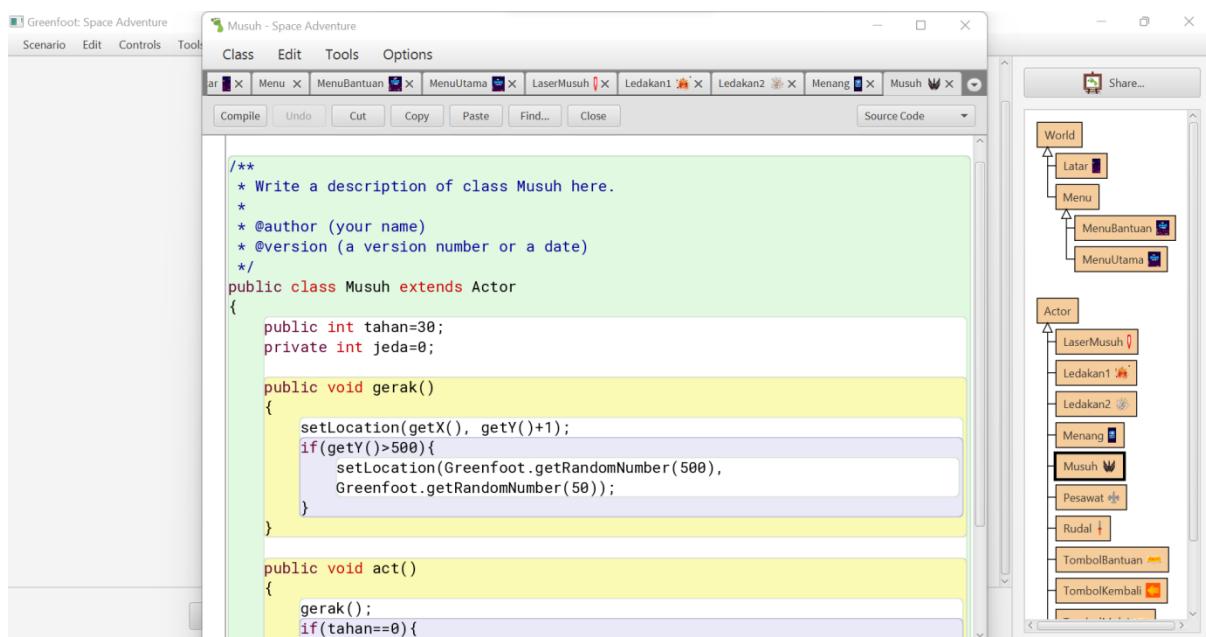 Greenfoot: Space Adventure
Scenario Edit Controls Tools
Musuh - Space Adventure
Class Edit Tools Options
ar Menu MenuBantuan MenuUtama LaserMusuh Ledakan1 Ledakan2 Menang Musuh
Compile Undo Cut Copy Paste Find... Close Source Code
/**
* Write a description of class Musuh here.
*
* @author (your name)
* @version (a version number or a date)
*/
public class Musuh extends Actor
{
public int tahan=30;
private int jeda=0;
public void gerak()
{
setLocation(getX(), getY()+1);
if(getY()>500){
setLocation(Greenfoot.getRandomNumber(500),
Greenfoot.getRandomNumber(50));
}
}
public void act()
{
gerak();
if(tahan==0){
Share...
World
Latar
Menu
MenuBantuan
MenuUtama
Actor
LaserMusuh
Ledakan1
Ledakan2
Menang
Musuh
Pesawat
Rudal
TombolBantuan
TombolKembali